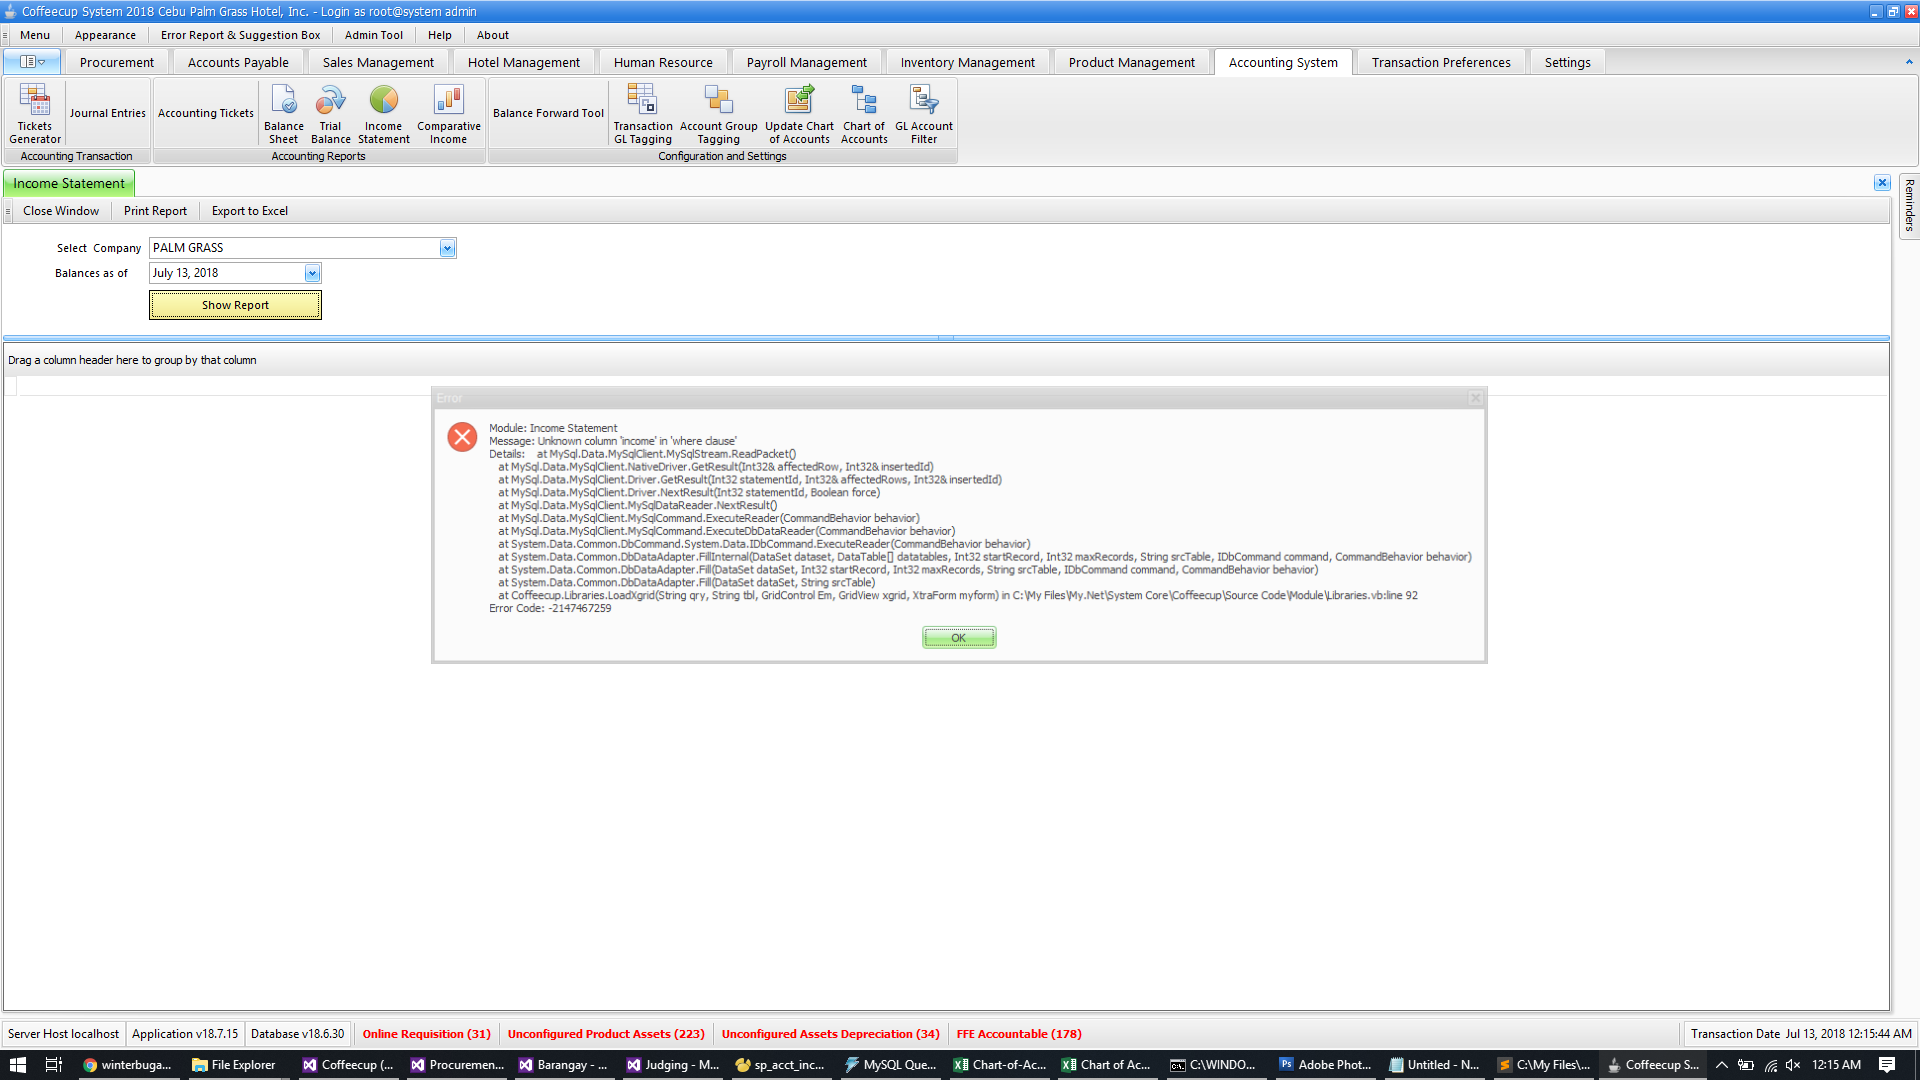 Coffeecup System 2018 Cebu Palm Grass Hotel, Inc. - Login as root@system admin
Menu Appearance Error Report & Suggestion Box Admin Tool Help About
Procurement Accounts Payable Sales Management Hotel Management Human Resource Payroll Management Inventory Management Product Management Accounting System Transaction Preferences Settings
Tickets Generator Journal Entries Accounting Tickets Balance Sheet Trial Balance Income Statement Comparative Income Balance Forward Tool Transaction GL Tagging Account Group Tagging Update Chart of Accounts Chart of Accounts GL Account Filter
Accounting Transaction Accounting Reports Configuration and Settings
Income Statement
Reminders
Close Window Print Report Export to Excel
Select Company PALM GRASS
Balances as of July 13, 2018
Show Report
Drag a column header here to group by that column
Error
Module: Income Statement
Message: Unknown column 'income' in 'where clause'
Details: at MySql.Data.MySqlClient.MySqlStream.ReadPacket()
at MySql.Data.MySqlClient.NativeDriver.GetResult(Int32& affectedRow, Int32& insertedId)
at MySql.Data.MySqlClient.Driver.GetResult(Int32 statementId, Int32& affectedRows, Int32& insertedId)
at MySql.Data.MySqlClient.Driver.NextResult(Int32 statementId, Boolean force)
at MySql.Data.MySqlClient.MySqlDataReader.NextResult()
at MySql.Data.MySqlClient.MySqlCommand.ExecuteReader(CommandBehavior behavior)
at MySql.Data.MySqlClient.MySqlCommand.ExecuteDbDataReader(CommandBehavior behavior)
at System.Data.Common.DbCommand.System.Data.IDbCommand.ExecuteReader(CommandBehavior behavior)
at System.Data.Common.DbDataAdapter.FillInternal(DataSet dataset, DataTable[] datatables, Int32 startRecord, Int32 maxRecords, String srcTable, IDbCommand command, CommandBehavior behavior)
at System.Data.Common.DbDataAdapter.Fill(DataSet dataSet, Int32 startRecord, Int32 maxRecords, String srcTable, IDbCommand command, CommandBehavior behavior)
at System.Data.Common.DbDataAdapter.Fill(DataSet dataSet, String srcTable)
at Coffeecup.Libraries.LoadXgrid(String qry, String tbl, GridControl Em, GridView xgrid, XtraForm myform) in C:\My Files\My.Net\System Core\Coffeecup\Source Code\Module\Libraries.vb:line 92
Error Code: -2147467259
OK
Server Host localhost Application v18.7.15 Database v18.6.30 Online Requisition (31) Unconfigured Product Assets (223) Unconfigured Assets Depreciation (34) FFE Accountable (178) Transaction Date Jul 13, 2018 12:15:44 AM
winterbuga... File Explorer Coffeecup (... Procuremen... Barangay - ... Judging - M... sp_acct_inc... MySQL Que... Chart-of-Ac... Chart of Ac... C:\WINDO... Adobe Phot... Untitled - N... C:\My Files\... Coffeecup S... 12:15 AM